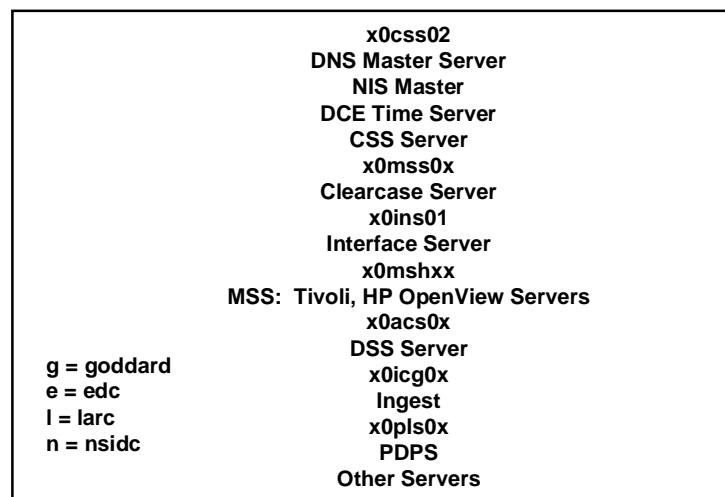 x0css02
DNS Master Server
NIS Master
DCE Time Server
CSS Server
x0mss0x
Clearcase Server
x0ins01
Interface Server
x0mshxx
MSS:  Tivoli, HP OpenView Servers
x0acs0x
DSS Server
x0icg0x
Ingest
x0pls0x
PDPS
Other Servers
g = goddard
e = edc
l = larc
n = nsidc